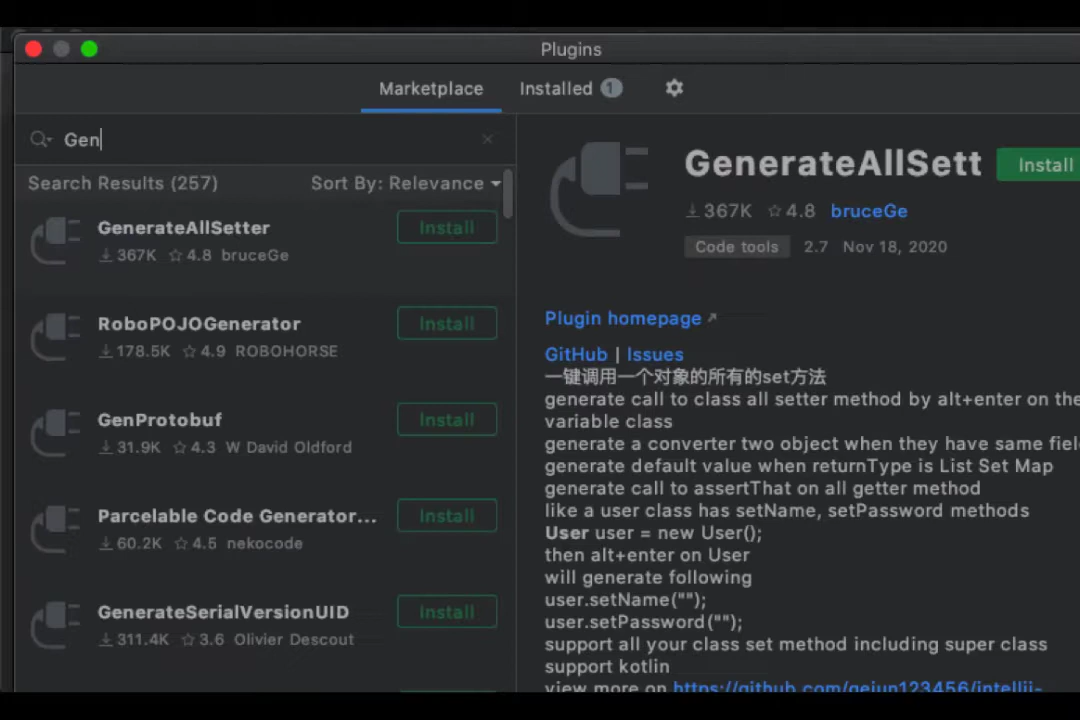 Plugins
Marketplace
Installed 1
Gen
Search Results (257)
Sort By: Relevance
GenerateAllSetter
Install
367K 4.8 bruceGe
RoboPOJOGenerator
Install
178.5K 4.9 ROBOHORSE
GenProtobuf
Install
31.9K 4.3 W David Oldford
Parcelable Code Generator...
Install
60.2K 4.5 nekocode
GenerateSerialVersionUID
Install
311.4K 3.6 Olivier Descout
GenerateAllSett
Install
367K 4.8 bruceGe
Code tools 2.7 Nov 18, 2020
Plugin homepage
GitHub | Issues
一键调用一个对象的所有的set方法
generate call to class all setter method by alt+enter on the
variable class
generate a converter two object when they have same fiel
generate default value when returnType is List Set Map
generate call to assertThat on all getter method
like a user class has setName, setPassword methods
User user = new User();
then alt+enter on User
will generate following
user.setName("");
user.setPassword("");
support all your class set method including super class
support kotlin
view more on https://github.com/gejun123456/intellij-